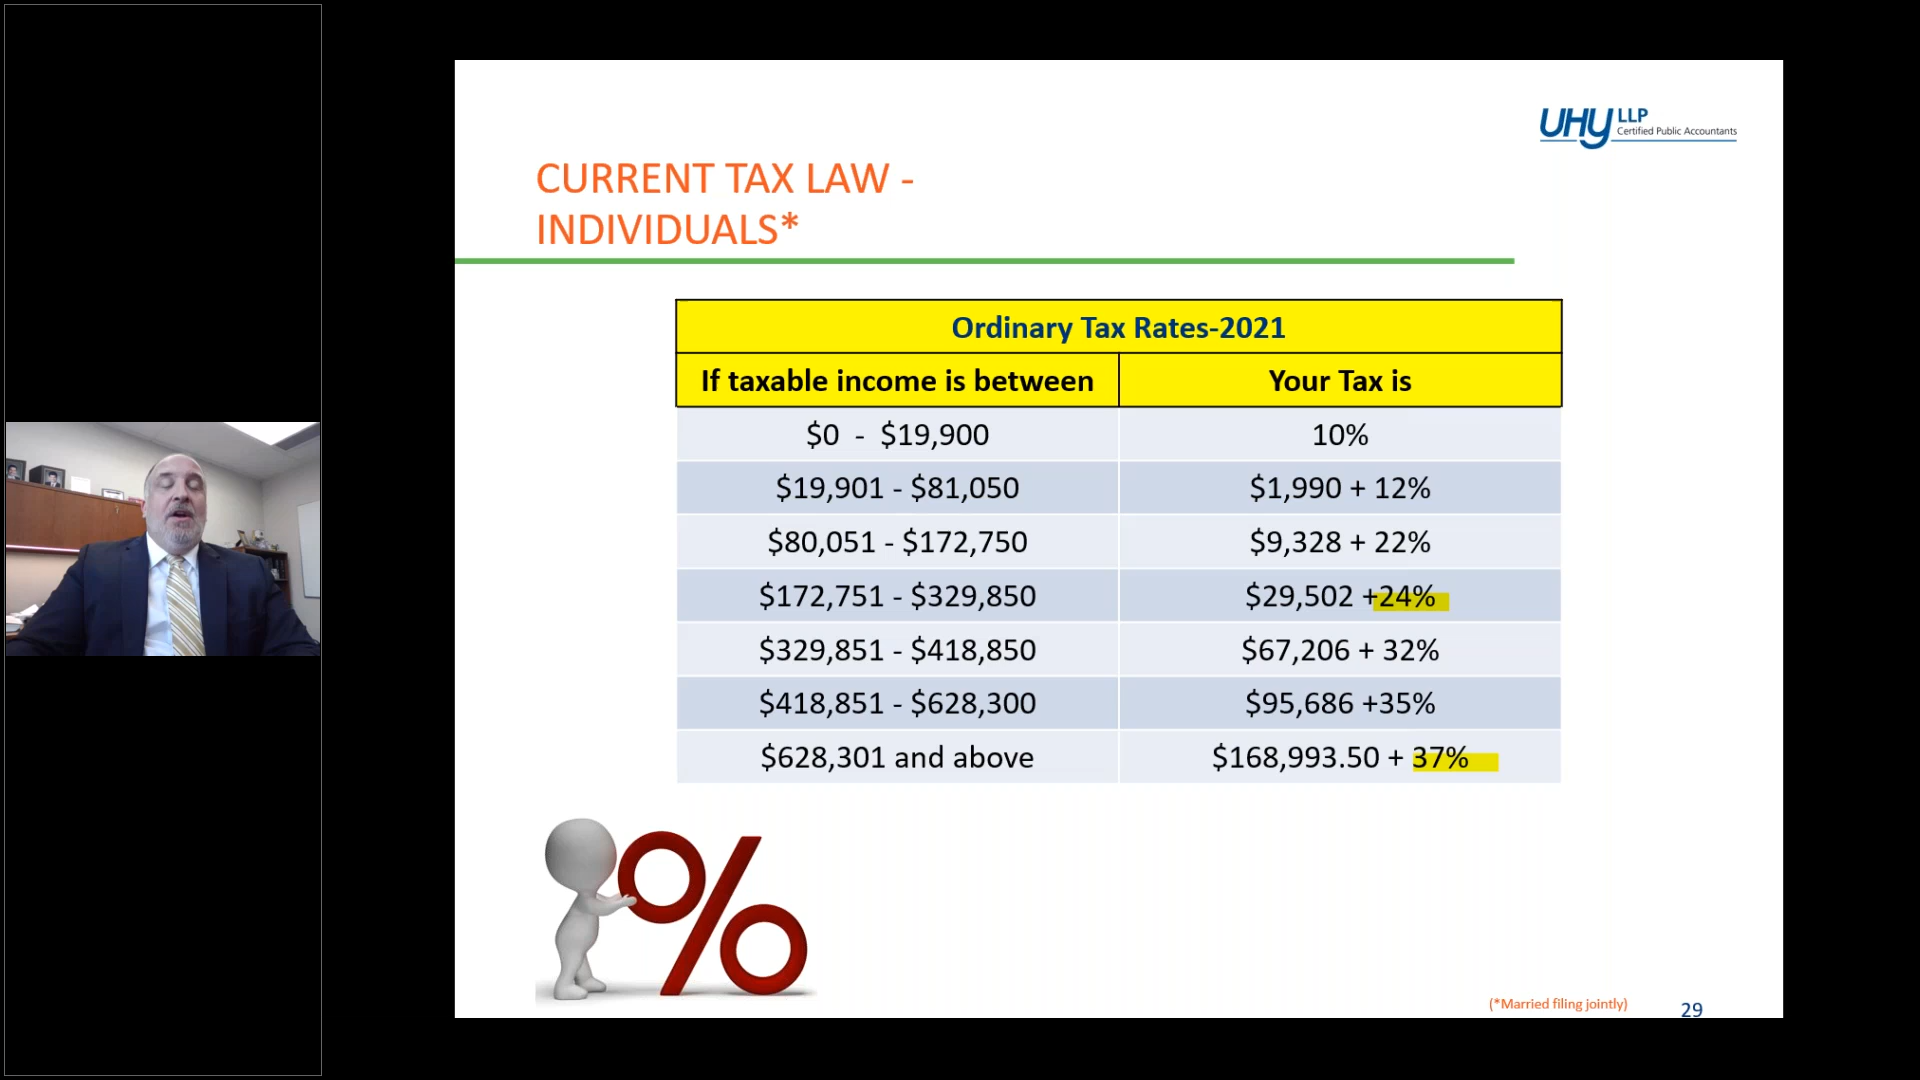 UHY LLP
Certified Public Accountants
CURRENT TAX LAW -
INDIVIDUALS*
Ordinary Tax Rates-2021
If taxable income is between Your Tax is
$0 - $19,900 10%
$19,901 - $81,050 $1,990 + 12%
$80,051 - $172,750 $9,328 + 22%
$172,751 - $329,850 $29,502 +24%
$329,851 - $418,850 $67,206 + 32%
$418,851 - $628,300 $95,686 +35%
$628,301 and above $168,993.50 + 37%
%
(*Married filing jointly)
29